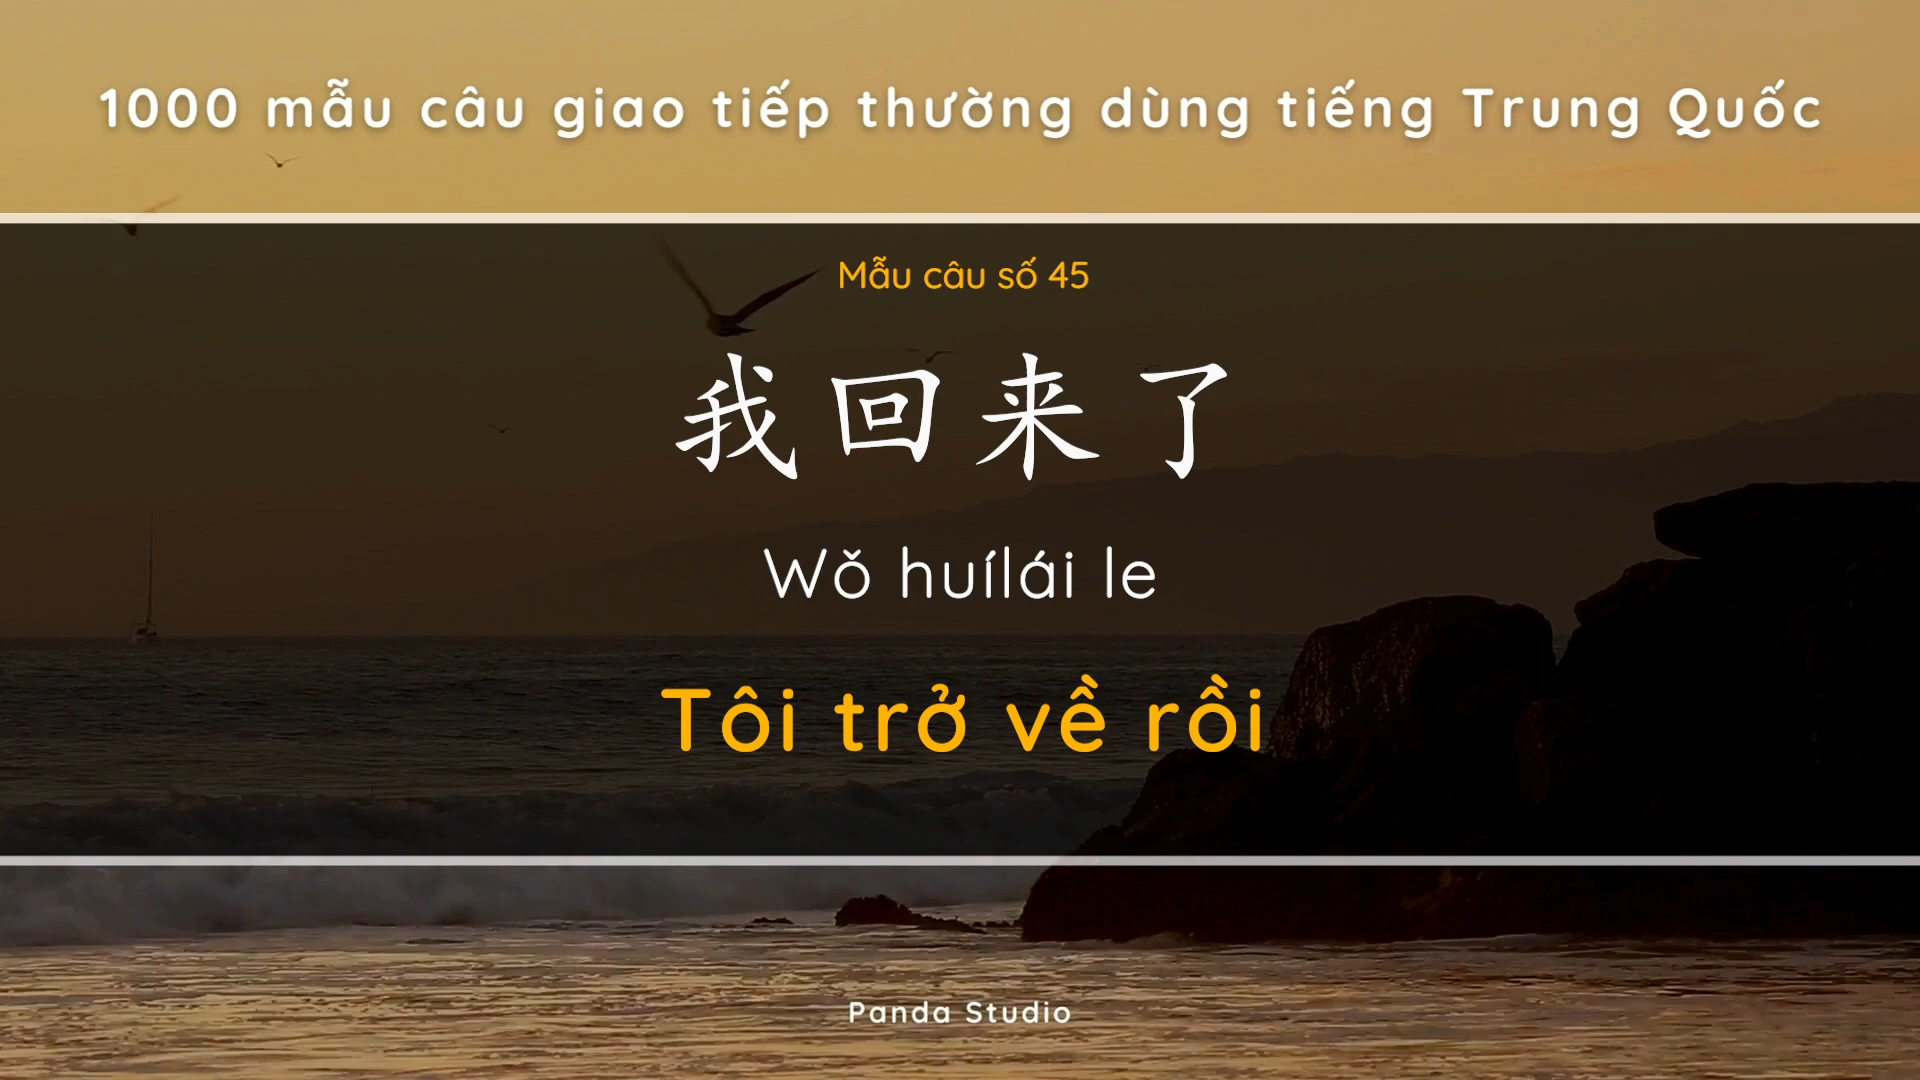 1000 mẫu câu giao tiếp thường dùng tiếng Trung Quốc
Mẫu câu số 45
我回来了
Wǒ huílái le
Tôi trở về rồi
Panda Studio